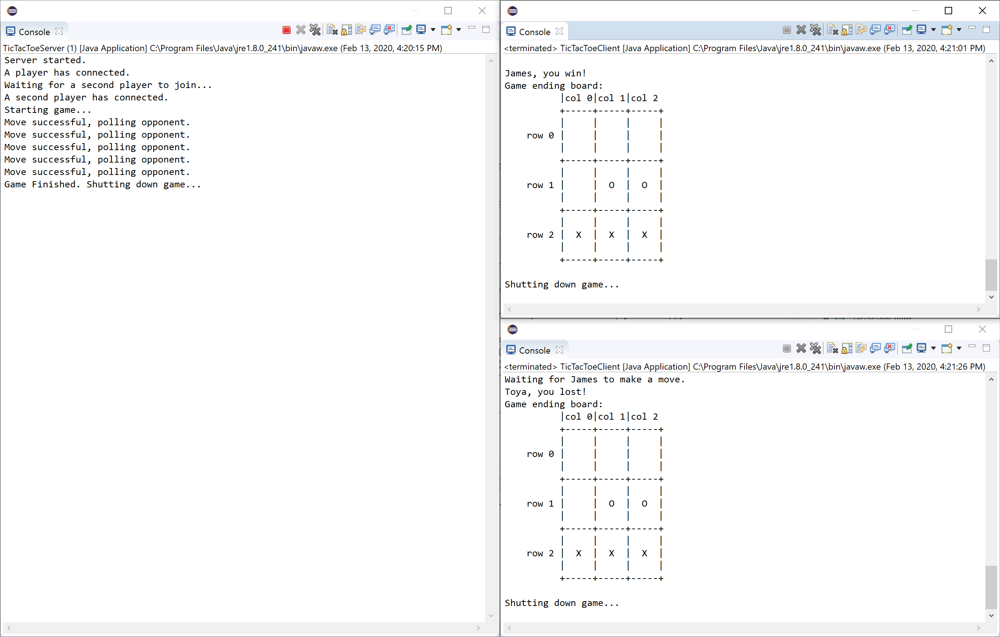 Console
TicTacToeServer (1) [Java Application] C:\Program Files\Java\jre1.8.0_241\bin\javaw.exe (Feb 13, 2020, 4:20:15 PM)
Server started.
A player has connected.
Waiting for a second player to join...
A second player has connected.
Starting game...
Move successful, polling opponent.
Move successful, polling opponent.
Move successful, polling opponent.
Move successful, polling opponent.
Move successful, polling opponent.
Game Finished. Shutting down game...
Console
<terminated> TicTacToeClient [Java Application] C:\Program Files\Java\jre1.8.0_241\bin\javaw.exe (Feb 13, 2020, 4:21:01 PM)
James, you win!
Game ending board:
|col 0|col 1|col 2
+-----+-----+-----+
|     |     |     |
row 0 |     |     |     |
|     |     |     |
+-----+-----+-----+
|     |     |     |
row 1 |     |  O  |  O  |
|     |     |     |
+-----+-----+-----+
|     |     |     |
row 2 |  X  |  X  |  X  |
|     |     |     |
+-----+-----+-----+
Shutting down game...
Console
<terminated> TicTacToeClient [Java Application] C:\Program Files\Java\jre1.8.0_241\bin\javaw.exe (Feb 13, 2020, 4:21:26 PM)
Waiting for James to make a move.
Toya, you lost!
Game ending board:
|col 0|col 1|col 2
+-----+-----+-----+
|     |     |     |
row 0 |     |     |     |
|     |     |     |
+-----+-----+-----+
|     |     |     |
row 1 |     |  O  |  O  |
|     |     |     |
+-----+-----+-----+
|     |     |     |
row 2 |  X  |  X  |  X  |
|     |     |     |
+-----+-----+-----+
Shutting down game...